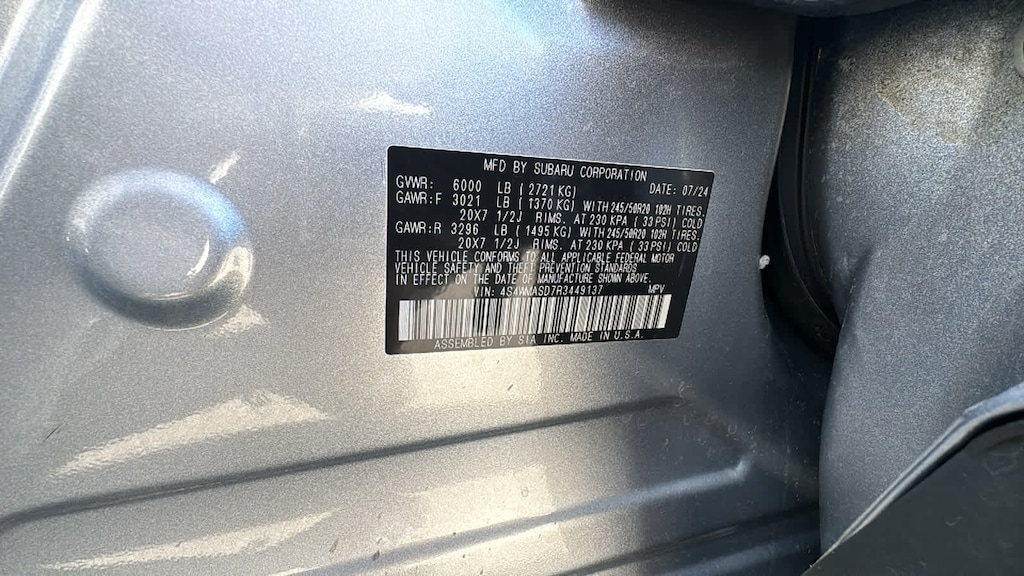 MFD BY SUBARU CORPORATION
GVWR: 6000 LB ( 2721 KG) DATE: 07/24
GAWR:F 3021 LB ( 1370 KG) WITH 245/50R20 102H TIRES.
20X7 1/2J RIMS. AT 230 KPA ( 33 PSI) COLD
GAWR:R 3296 LB ( 1495 KG) WITH 245/50R20 102H TIRES.
20X7 1/2J RIMS. AT 230 KPA ( 33 PSI) COLD
THIS VEHICLE CONFORMS TO ALL APPLICABLE FEDERAL MOTOR
VEHICLE SAFETY AND THEFT PREVENTION STANDARDS
IN EFFECT ON THE DATE OF MANUFACTURE SHOWN ABOVE.
VIN: 4S4WMASD7R3449137 MPV
ASSEMBLED BY SIA INC. MADE IN U.S.A.